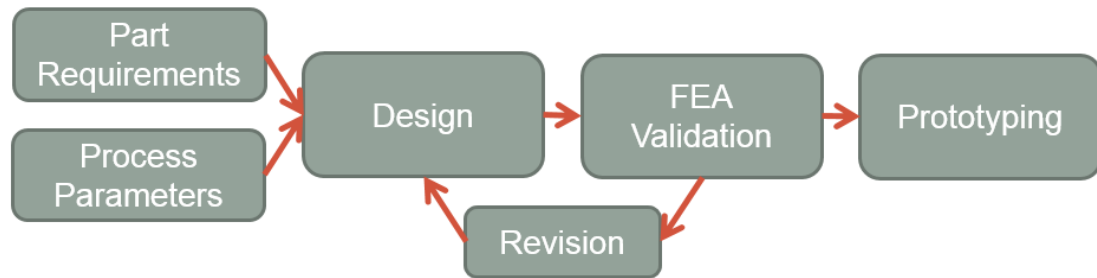 Part
Requirements
Process
Parameters
Design
FEA
Validation
Prototyping
Revision